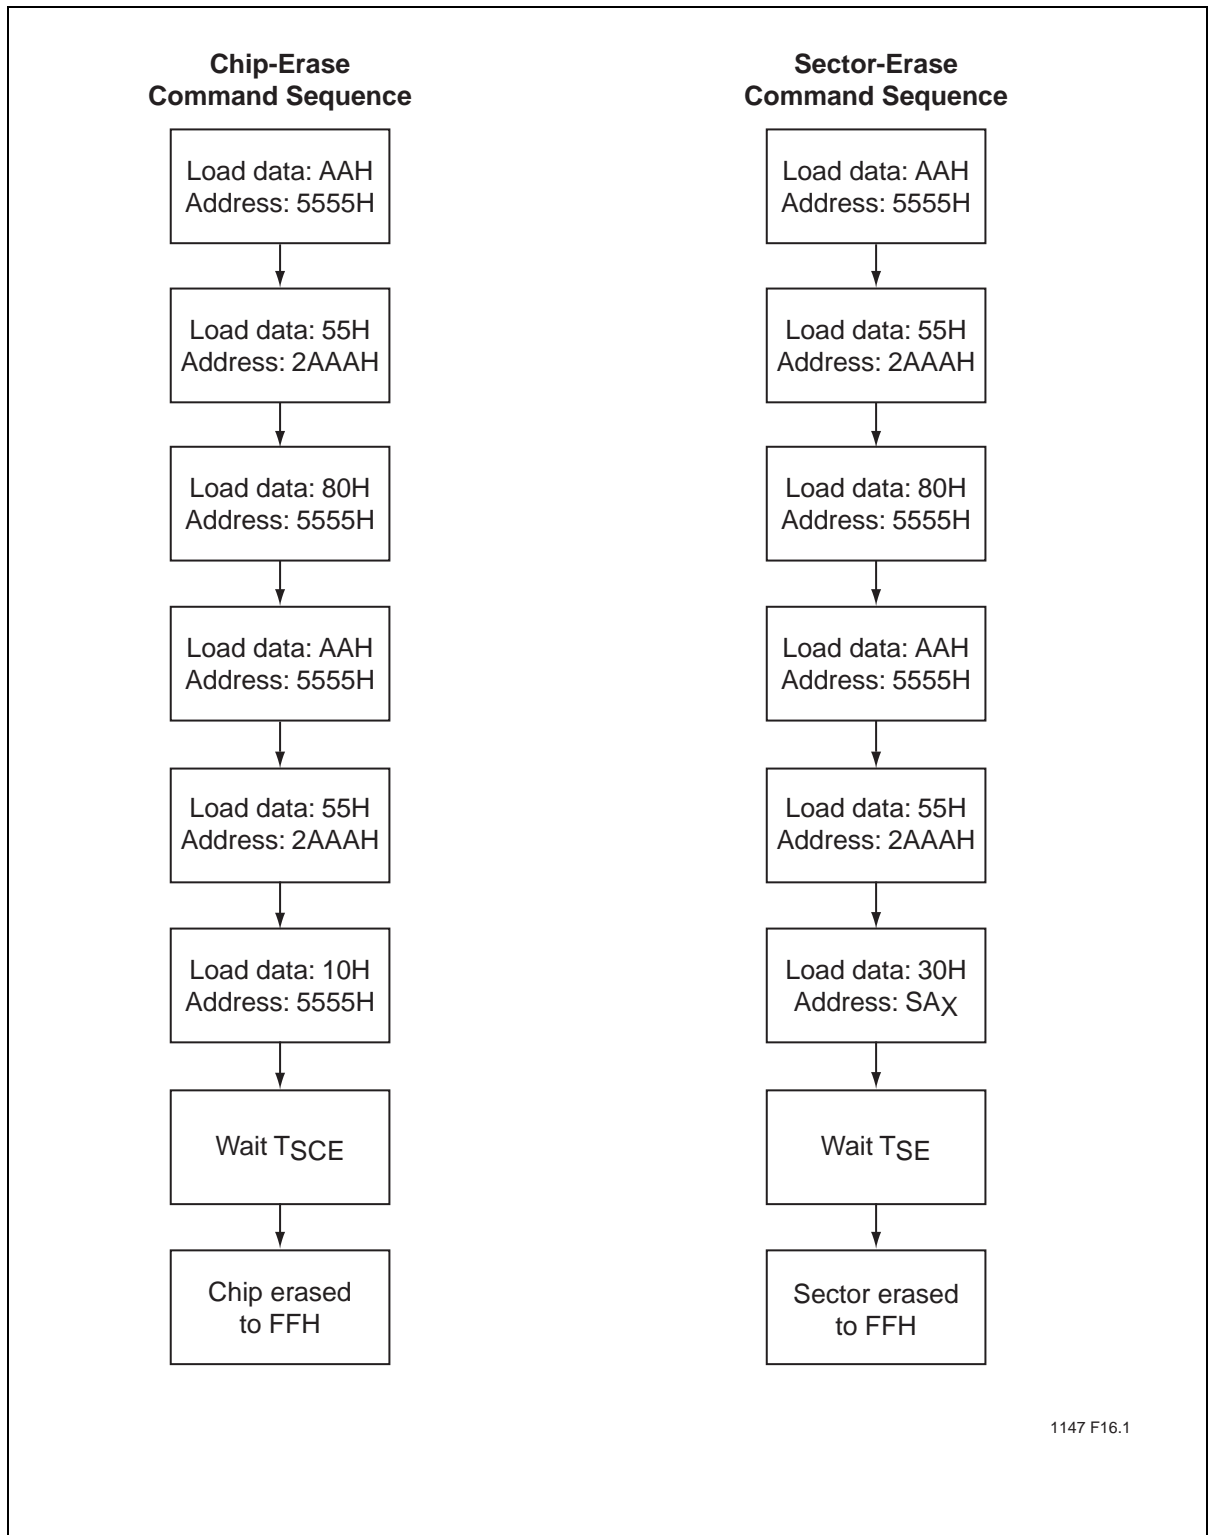 Chip-Erase
Command Sequence
Load data: AAH
Address: 5555H
Load data: 55H
Address: 2AAAH
Load data: 80H
Address: 5555H
Load data: AAH
Address: 5555H
Load data: 55H
Address: 2AAAH
Load data: 10H
Address: 5555H
Wait TSCE
Chip erased
to FFH
Sector-Erase
Command Sequence
Load data: AAH
Address: 5555H
Load data: 55H
Address: 2AAAH
Load data: 80H
Address: 5555H
Load data: AAH
Address: 5555H
Load data: 55H
Address: 2AAAH
Load data: 30H
Address: SAX
Wait TSE
Sector erased
to FFH
1147 F16.1